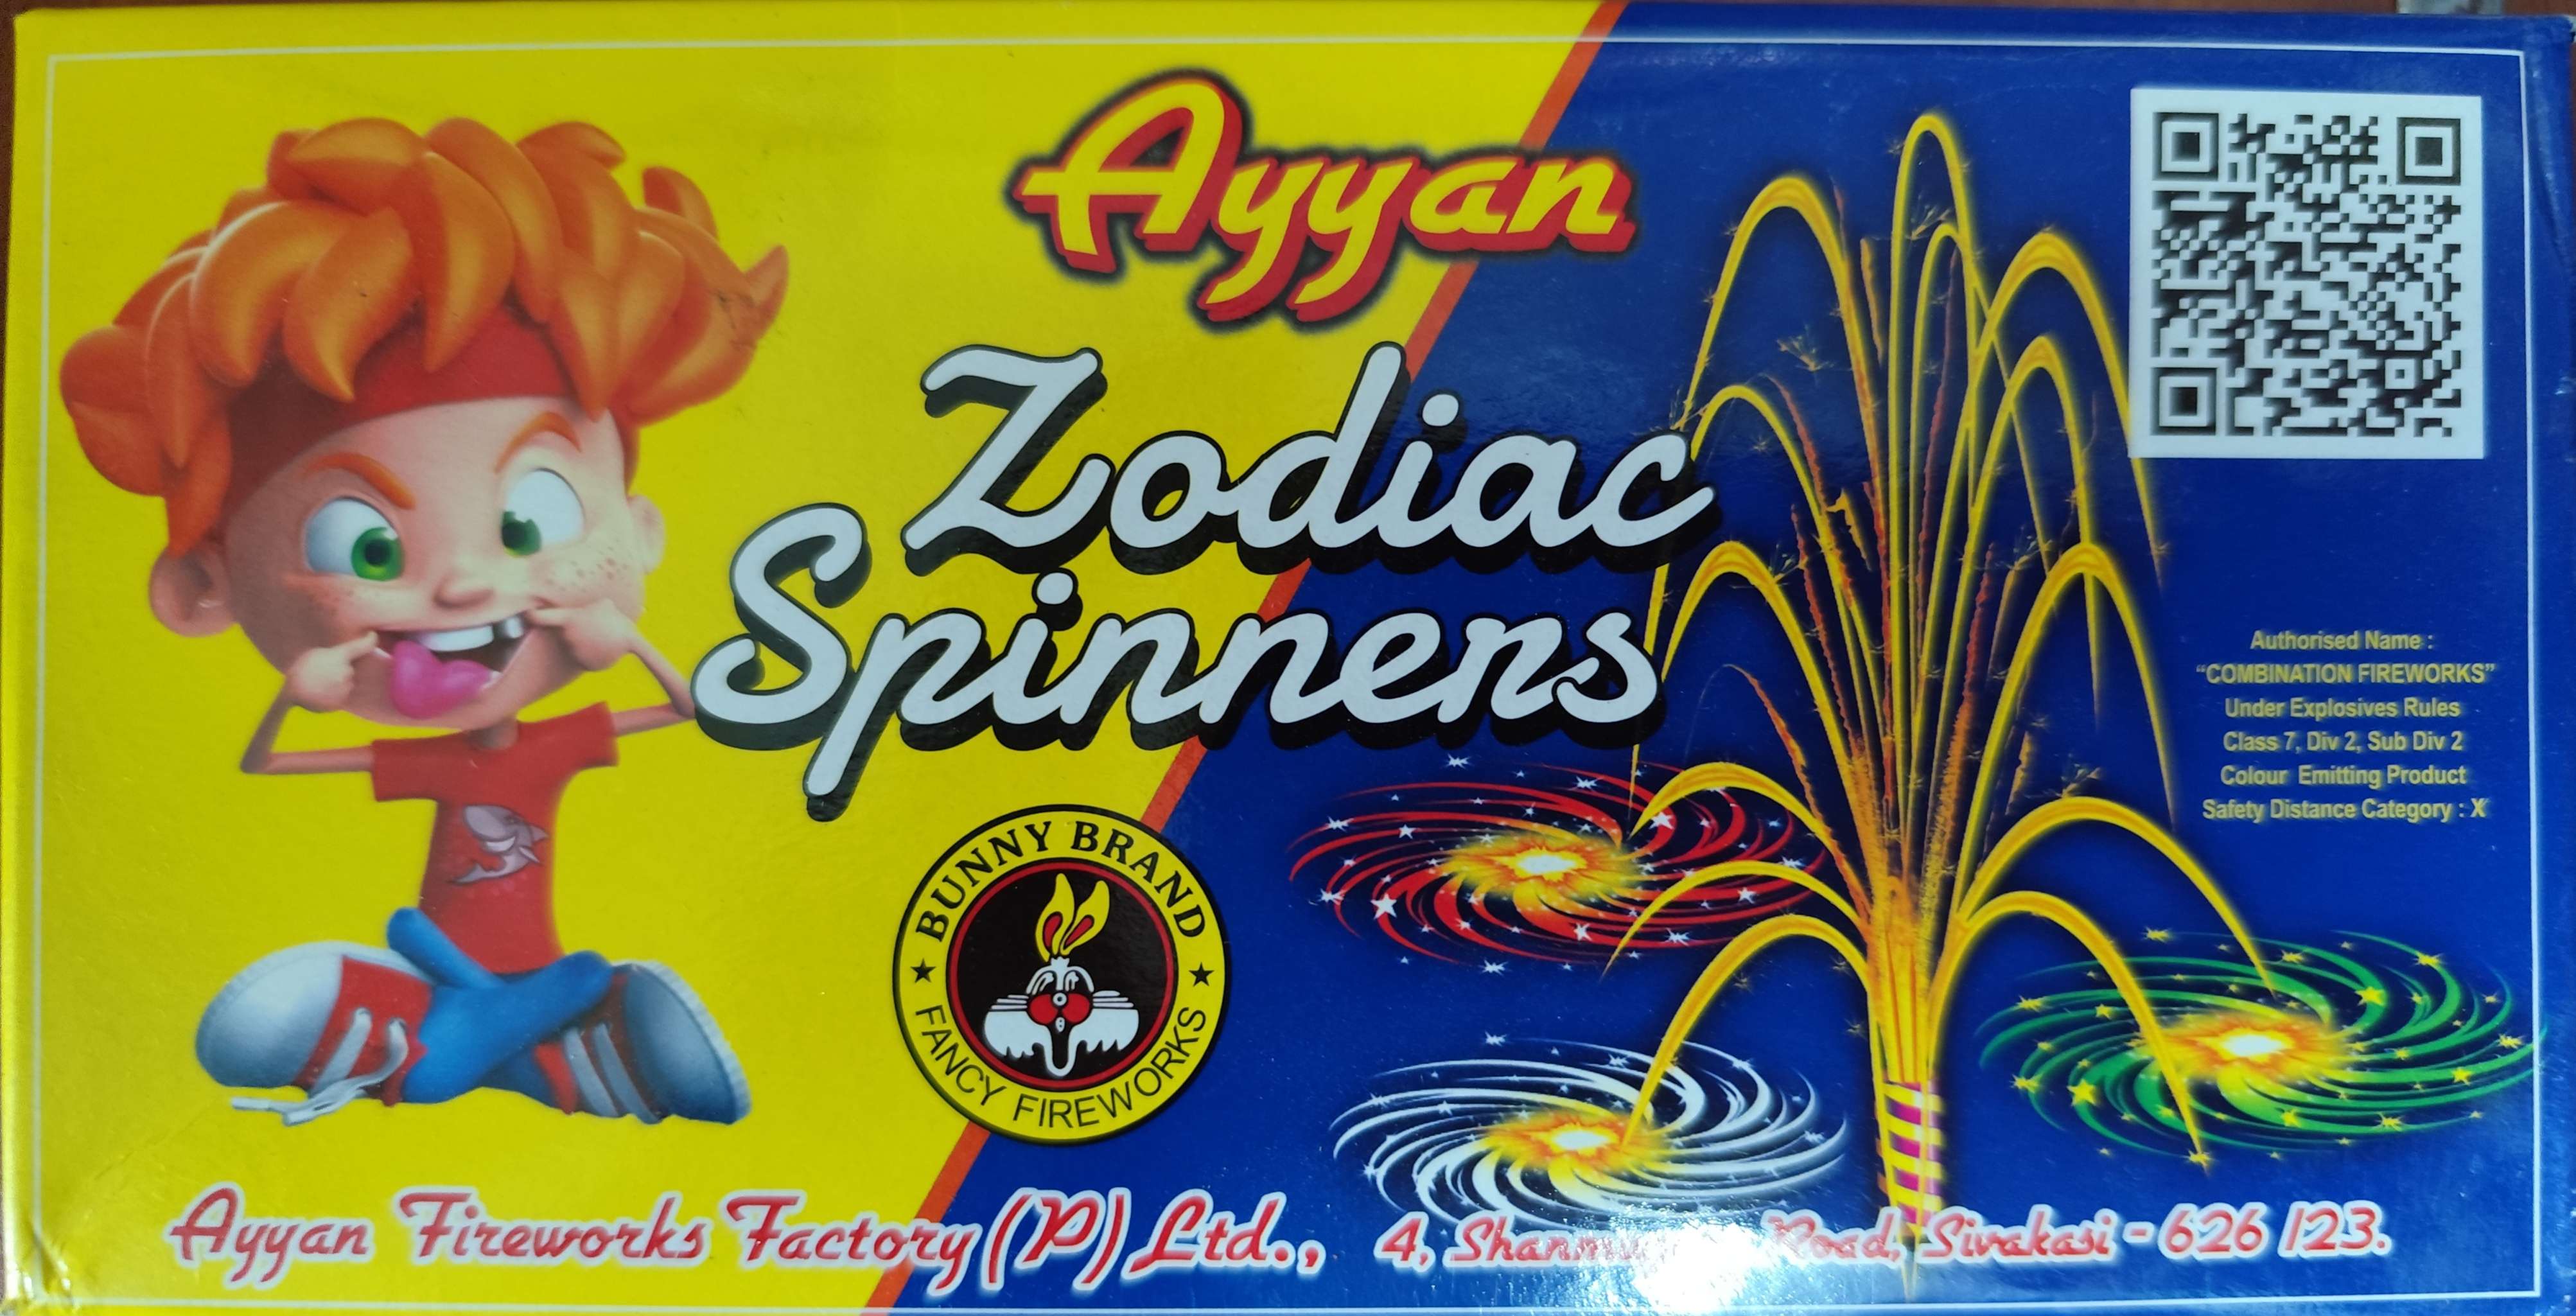 Ayyan
Zodiac
Spinners
Authorised Name :
“COMBINATION FIREWORKS”
Under Explosives Rules
Class 7, Div 2, Sub Div 2
Colour Emitting Product
Safety Distance Category : X
BUNNY BRAND
FANCY FIREWORKS
Ayyan Fireworks Factory (P) Ltd., 4, Road, Sivakasi - 626 123.